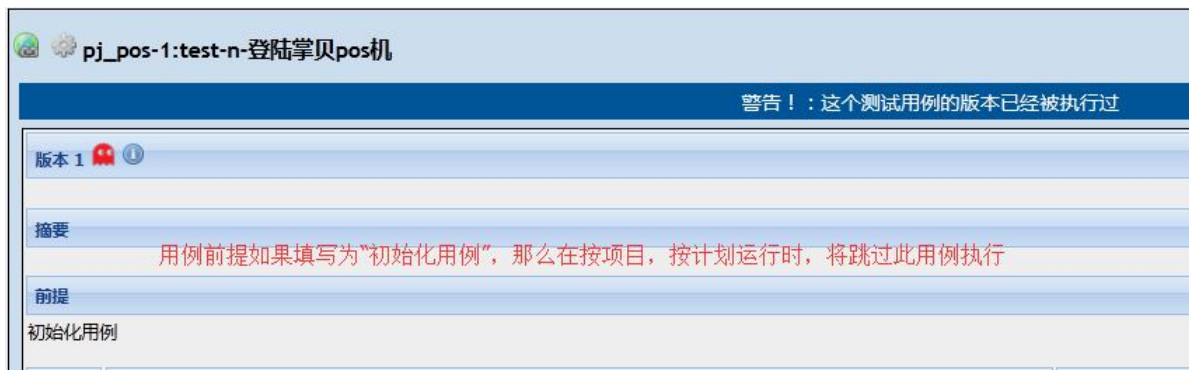 pj_pos-1:test-n-登陆掌贝pos机
警告！：这个测试用例的版本已经被执行过
版本 1
摘要
用例前提如果填写为“初始化用例”，那么在按项目，按计划运行时，将跳过此用例执行
前提
初始化用例